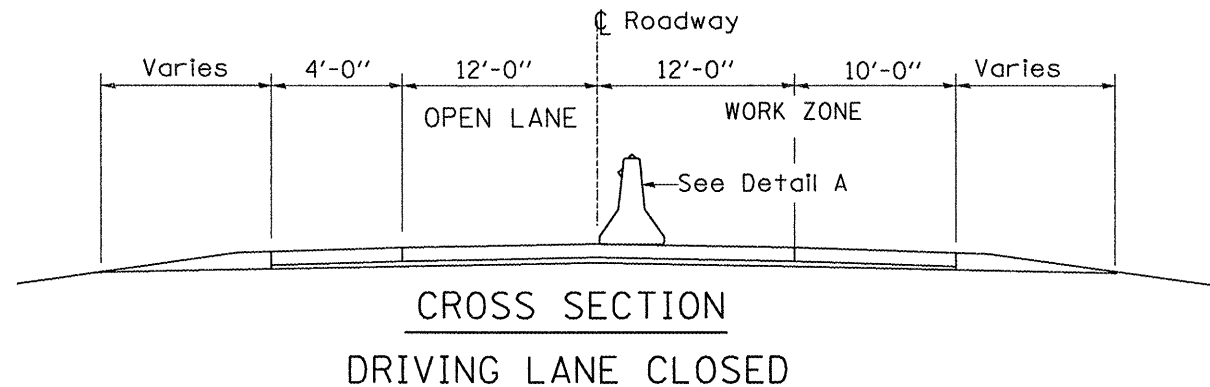 ℄ Roadway
Varies 4'-0" 12'-0" 12'-0" 10'-0" Varies
OPEN LANE WORK ZONE
See Detail A
CROSS SECTION
DRIVING LANE CLOSED